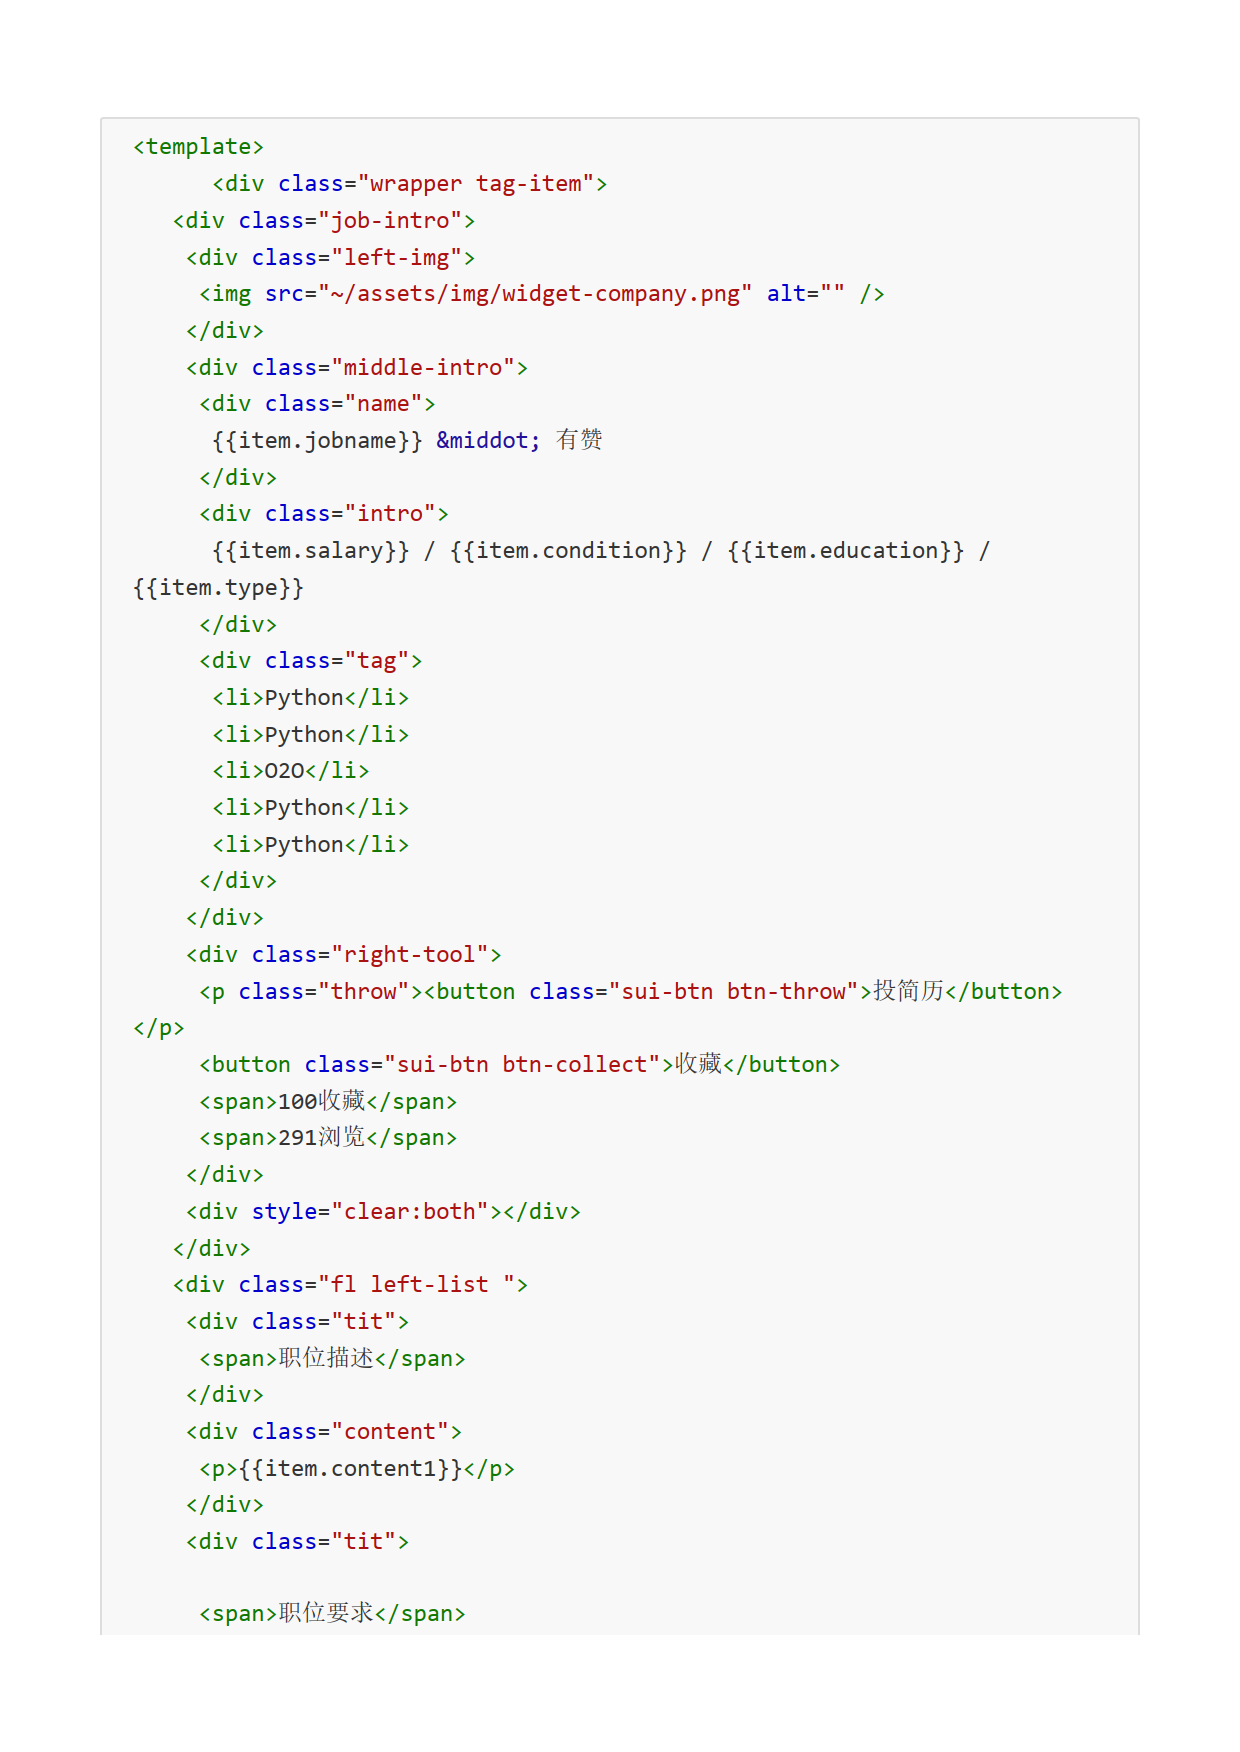 <template>
<div class="wrapper tag-item">
<div class="job-intro">
<div class="left-img">
<img src="~/assets/img/widget-company.png" alt="" />
</div>
<div class="middle-intro">
<div class="name">
{{item.jobname}} &middot; 有赞
</div>
<div class="intro">
{{item.salary}} / {{item.condition}} / {{item.education}} /
{{item.type}}
</div>
<div class="tag">
<li>Python</li>
<li>Python</li>
<li>O2O</li>
<li>Python</li>
<li>Python</li>
</div>
</div>
<div class="right-tool">
<p class="throw"><button class="sui-btn btn-throw">投简历</button>
</p>
<button class="sui-btn btn-collect">收藏</button>
<span>100收藏</span>
<span>291浏览</span>
</div>
<div style="clear:both"></div>
</div>
<div class="fl left-list ">
<div class="tit">
<span>职位描述</span>
</div>
<div class="content">
<p>{{item.content1}}</p>
</div>
<div class="tit">
<span>职位要求</span>